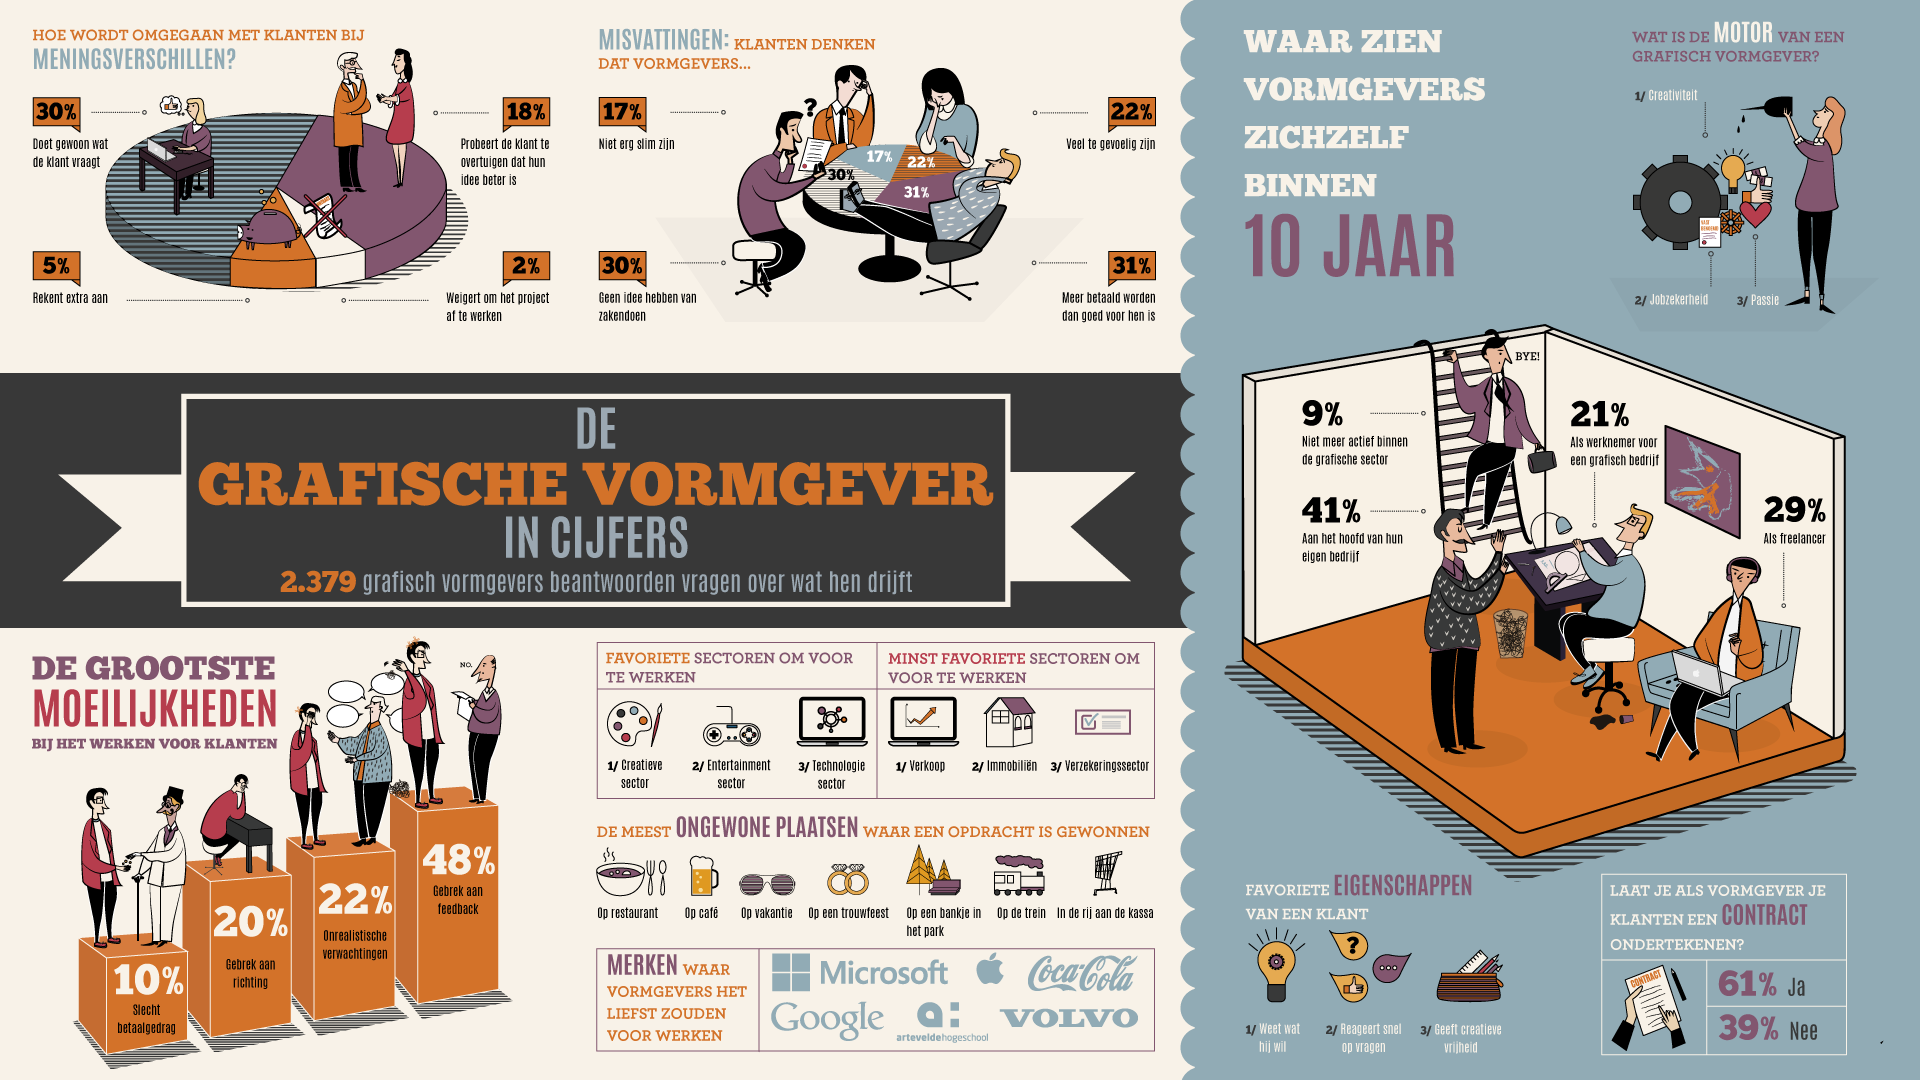 HOE WORDT OMGEGAAN MET KLANTEN BIJ
MENINGSVERSCHILLEN?
30%
Doet gewoon wat
de klant vraagt
18%
Probeert de klant te
overtuigen dat hun
idee beter is
5%
Rekent extra aan
2%
Weigert om het project
af te werken
MISVATTINGEN: KLANTEN DENKEN
DAT VORMGEVERS...
17%
Niet erg slim zijn
?
22%
Veel te gevoelig zijn
17%
22%
30%
31%
30%
Geen idee hebben van
zakendoen
31%
Meer betaald worden
dan goed voor hen is
DE
GRAFISCHE VORMGEVER
IN CIJFERS
2.379 grafisch vormgevers beantwoorden vragen over wat hen drijft
DE GROOTSTE
MOEILIJKHEDEN
BIJ HET WERKEN VOOR KLANTEN
NO.
10%
Slecht
betaalgedrag
20%
Gebrek aan
richting
22%
Onrealistische
verwachtingen
48%
Gebrek aan
feedback
FAVORIETE SECTOREN OM VOOR
TE WERKEN
1/ Creatieve
sector
2/ Entertainment
sector
3/ Technologie
sector
MINST FAVORIETE SECTOREN OM
VOOR TE WERKEN
1/ Verkoop
2/ Immobiliën
3/ Verzekeringssector
DE MEEST ONGEWONE PLAATSEN WAAR EEN OPDRACHT IS GEWONNEN
Op restaurant
Op café
Op vakantie
Op een trouwfeest
Op een bankje in
het park
Op de trein
In de rij aan de kassa
MERKEN WAAR
VORMGEVERS HET
LIEFST ZOUDEN
VOOR WERKEN
Microsoft
Coca-Cola
Google
a:
arteveldehogeschool
VOLVO
WAAR ZIEN
VORMGEVERS
ZICHZELF
BINNEN
10 JAAR
WAT IS DE MOTOR VAN EEN
GRAFISCH VORMGEVER?
1/ Creativiteit
2/ Jobzekerheid
3/ Passie
BYE!
9%
Niet meer actief binnen
de grafische sector
41%
Aan het hoofd van hun
eigen bedrijf
21%
Als werknemer voor
een grafisch bedrijf
29%
Als freelancer
FAVORIETE EIGENSCHAPPEN
VAN EEN KLANT
?
1/ Weet wat
hij wil
2/ Reageert snel
op vragen
3/ Geeft creatieve
vrijheid
LAAT JE ALS VORMGEVER JE
KLANTEN EEN CONTRACT
ONDERTEKENEN?
CONTRACT
61% Ja
39% Nee